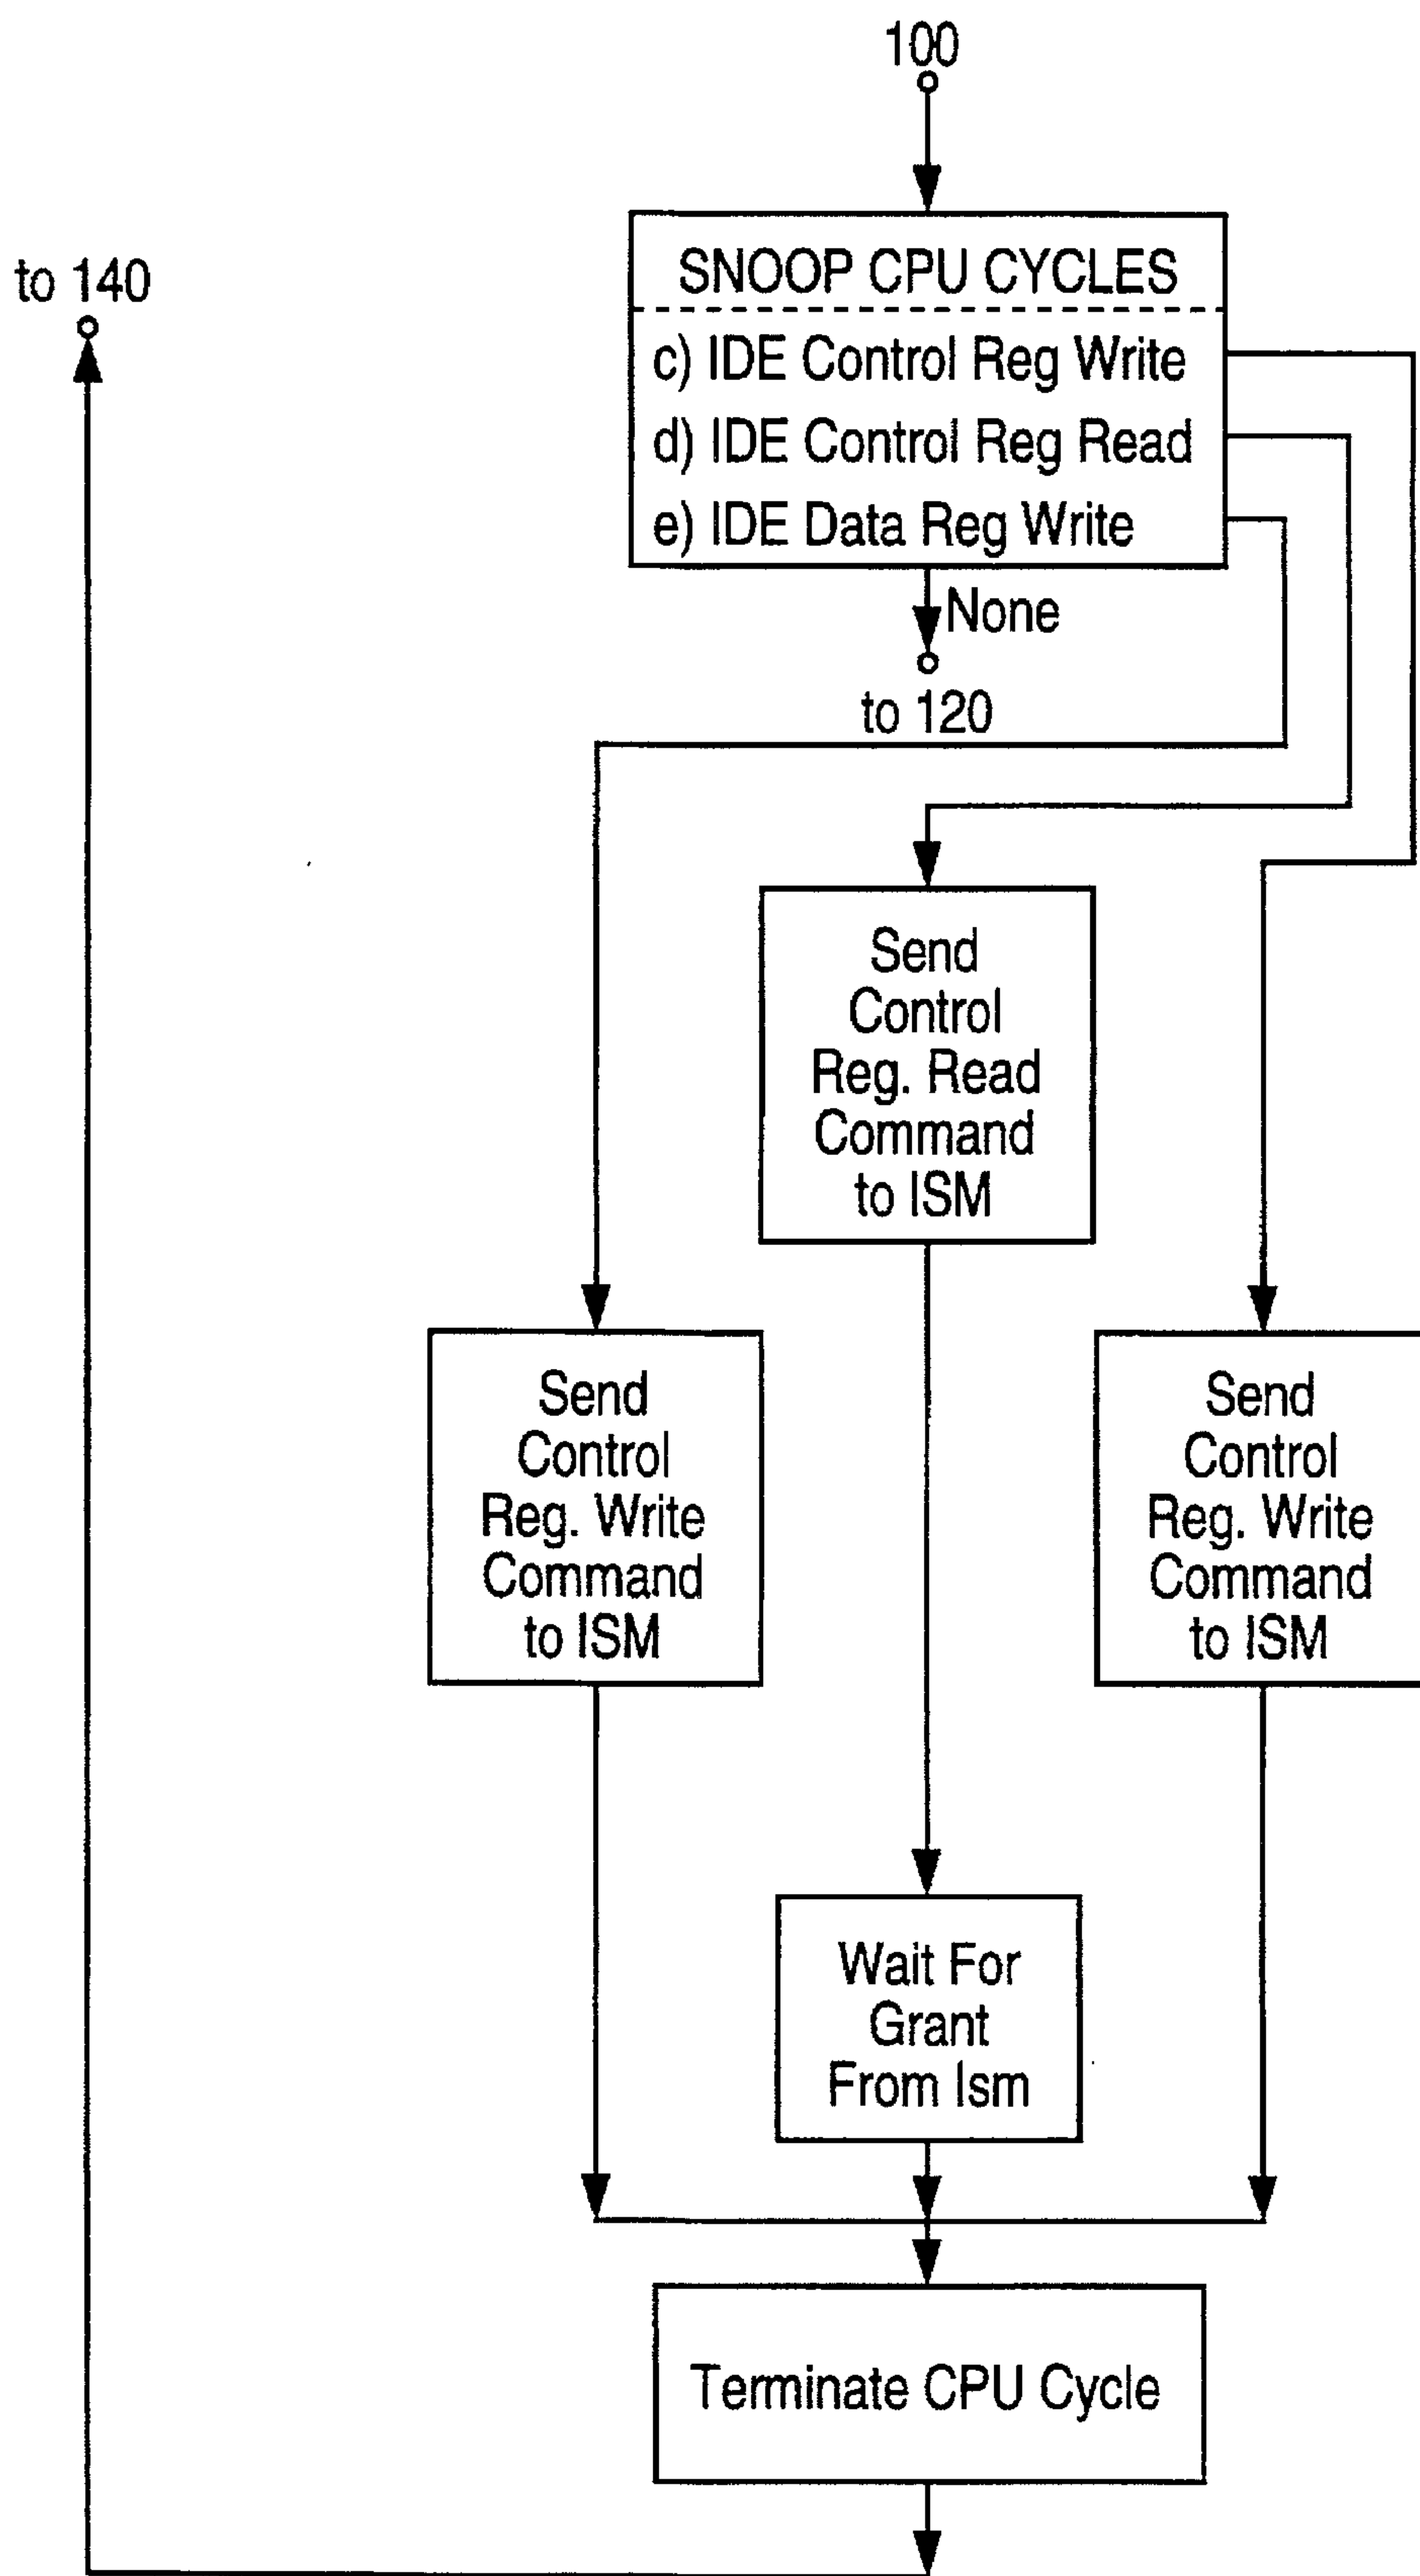 100
to 140
SNOOP CPU CYCLES
c) IDE Control Reg Write
d) IDE Control Reg Read
e) IDE Data Reg Write
None
to 120
Send
Control
Reg. Read
Command
to ISM
Send
Control
Reg. Write
Command
to ISM
Send
Control
Reg. Write
Command
to ISM
Wait For
Grant
From Ism
Terminate CPU Cycle